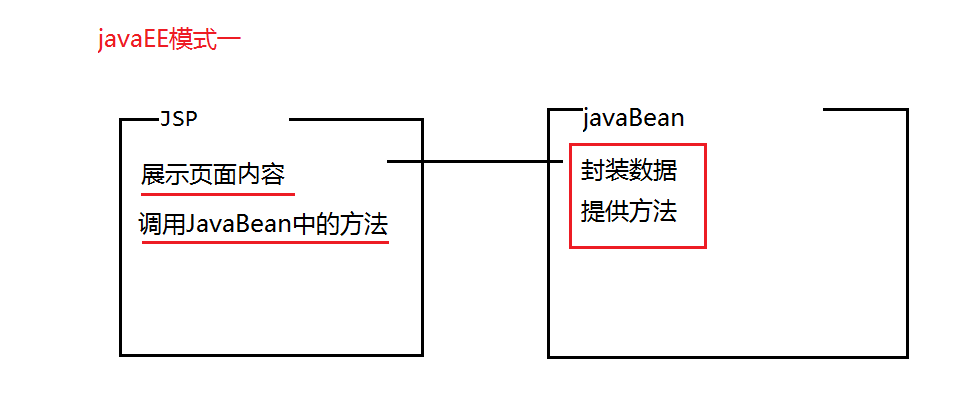 javaEE模式一
JSP
展示页面内容
调用JavaBean中的方法
javaBean
封装数据
提供方法